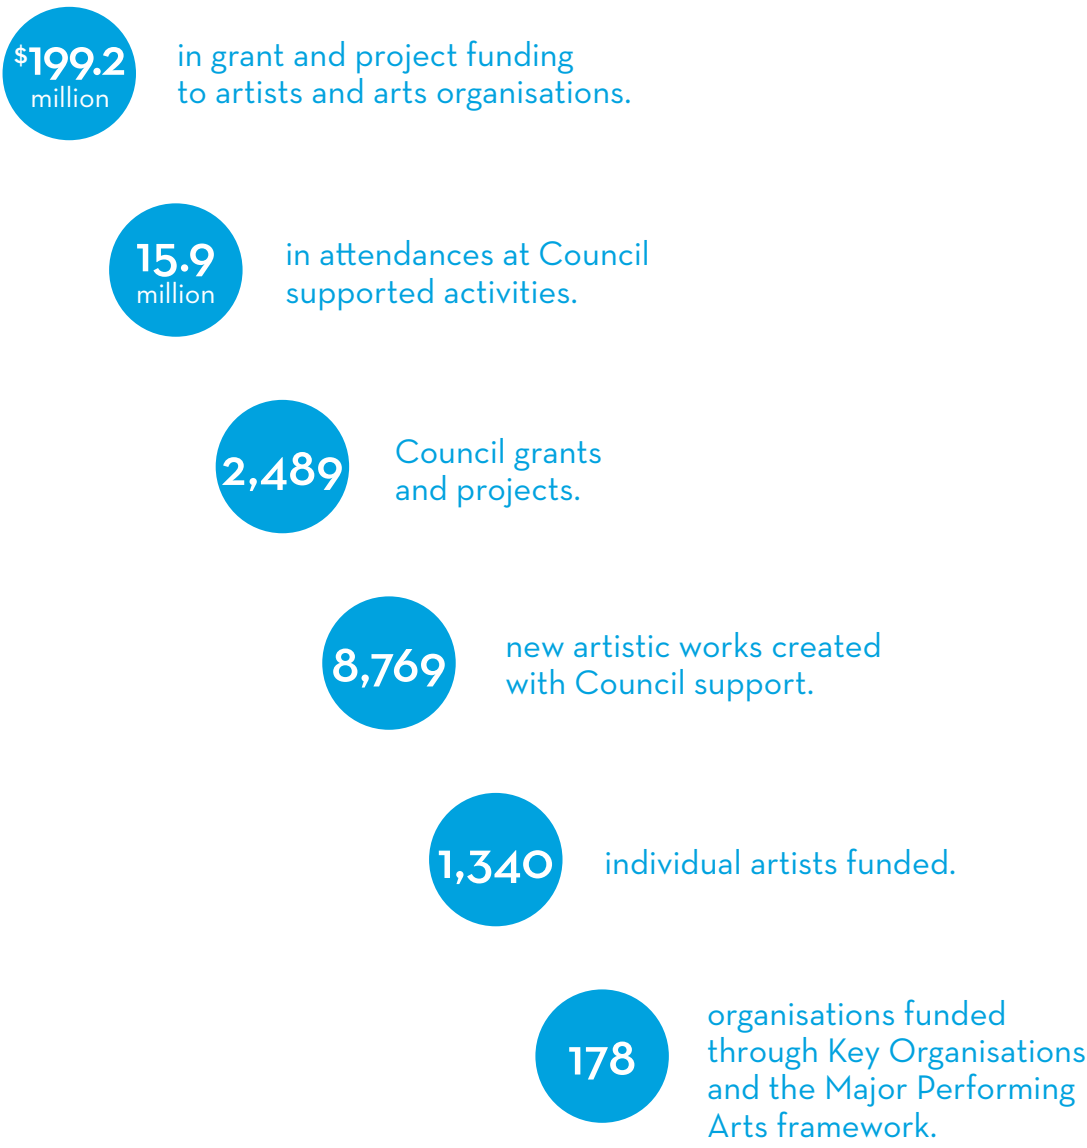 $199.2
million
in grant and project funding
to artists and arts organisations.
15.9
million
in attendances at Council
supported activities.
2,489
Council grants
and projects.
8,769
new artistic works created
with Council support.
1,340
individual artists funded.
178
organisations funded
through Key Organisations
and the Major Performing
Arts framework.